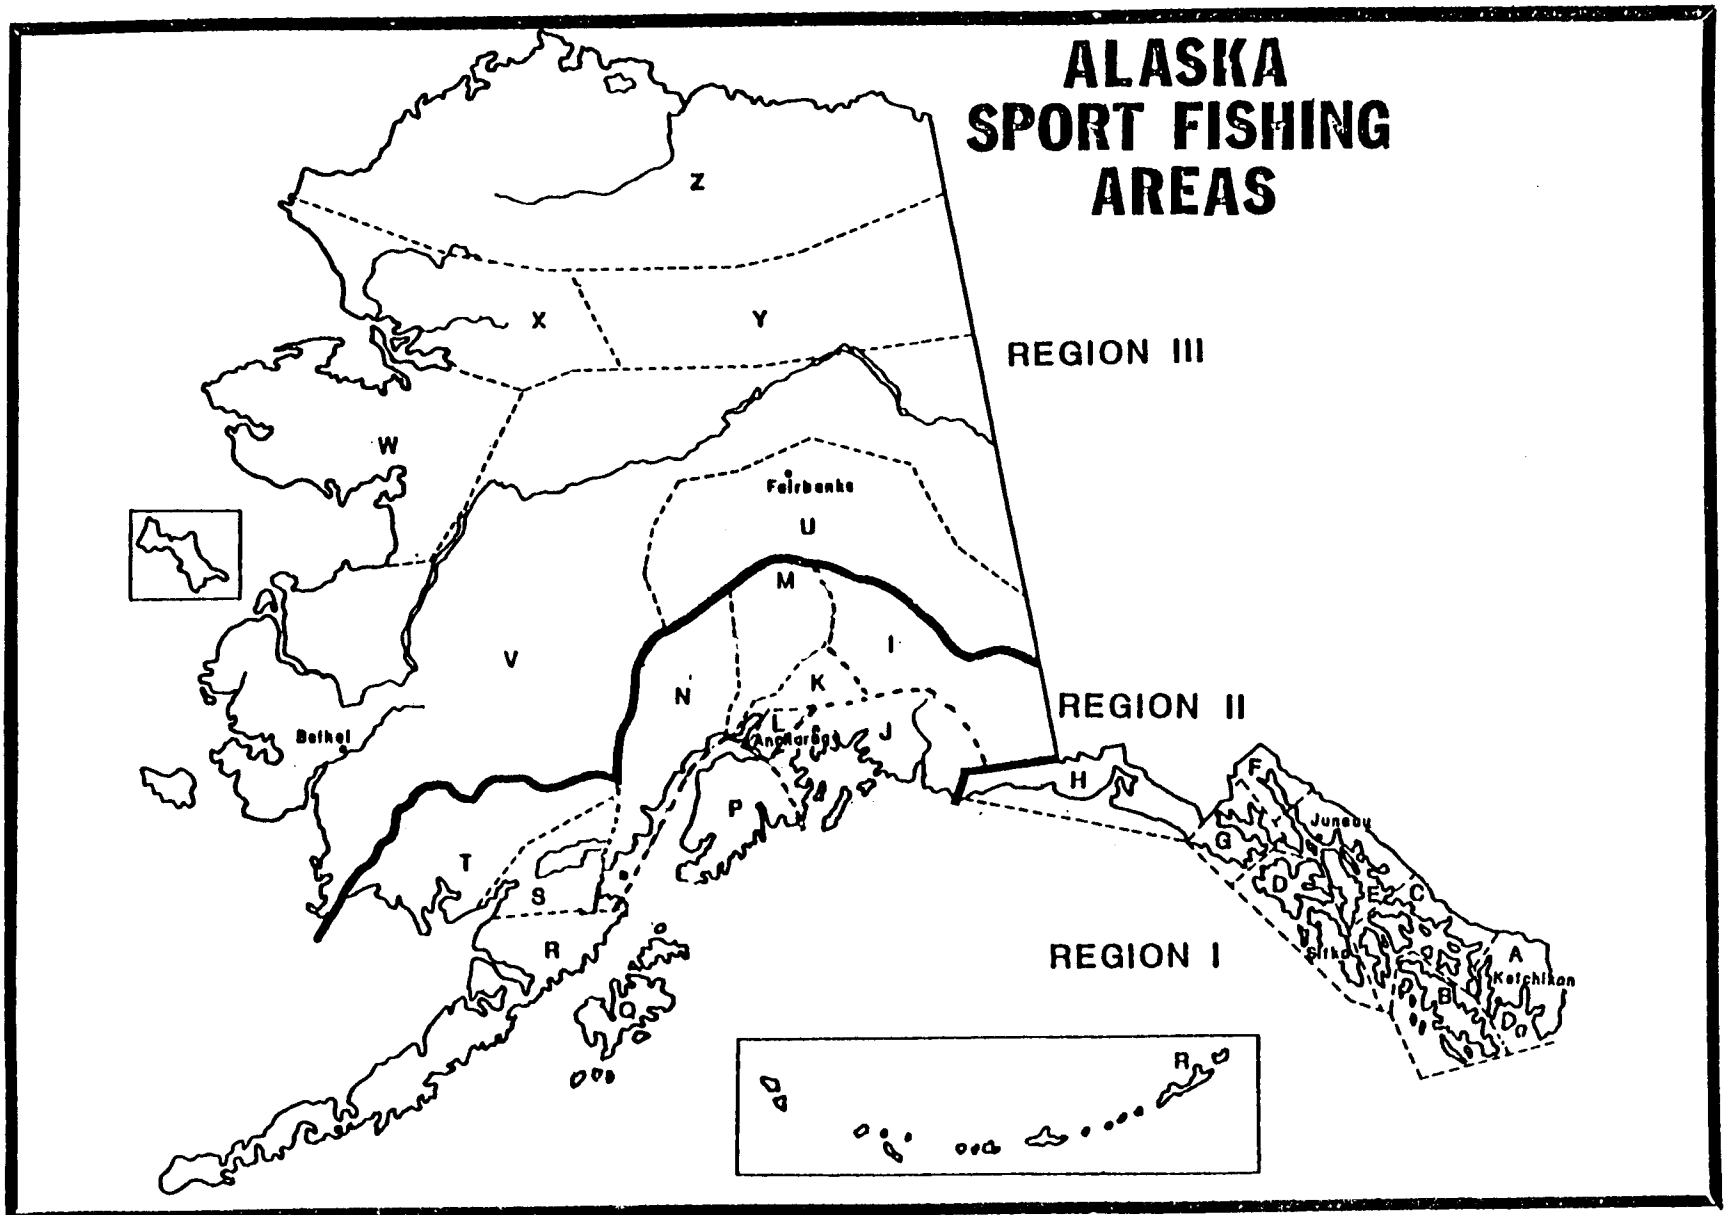 ALASKA
SPORT FISHING
AREAS
Z
X
Y
REGION III
W
Fairbanks
U
M
V
I
N
K
REGION II
L
Anchorage
J
Bethel
H
F
P
Juneau
G
T
D
E
C
S
R
REGION I
Sitka
A
Ketchikan
B
Q
R